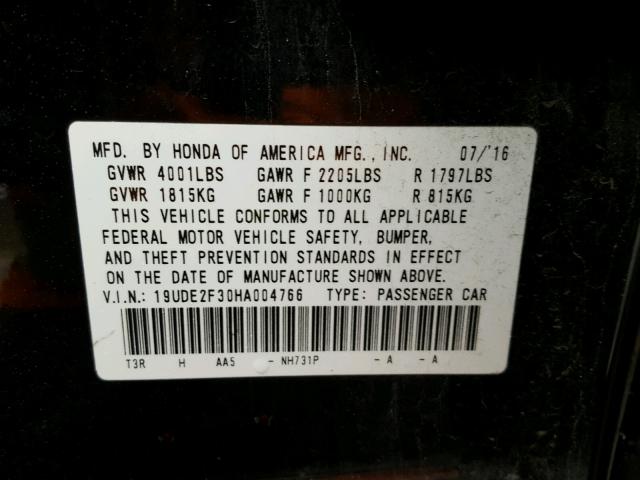 MFD. BY HONDA OF AMERICA MFG., INC. 07/'16
GVWR 4001LBS GAWR F 2205LBS R 1797LBS
GVWR 1815KG GAWR F 1000KG R 815KG
THIS VEHICLE CONFORMS TO ALL APPLICABLE
FEDERAL MOTOR VEHICLE SAFETY, BUMPER,
AND THEFT PREVENTION STANDARDS IN EFFECT
ON THE DATE OF MANUFACTURE SHOWN ABOVE.
V.I.N.: 19UDE2F30HA004766 TYPE: PASSENGER CAR
T3R H AA5 - NH731P - A - A